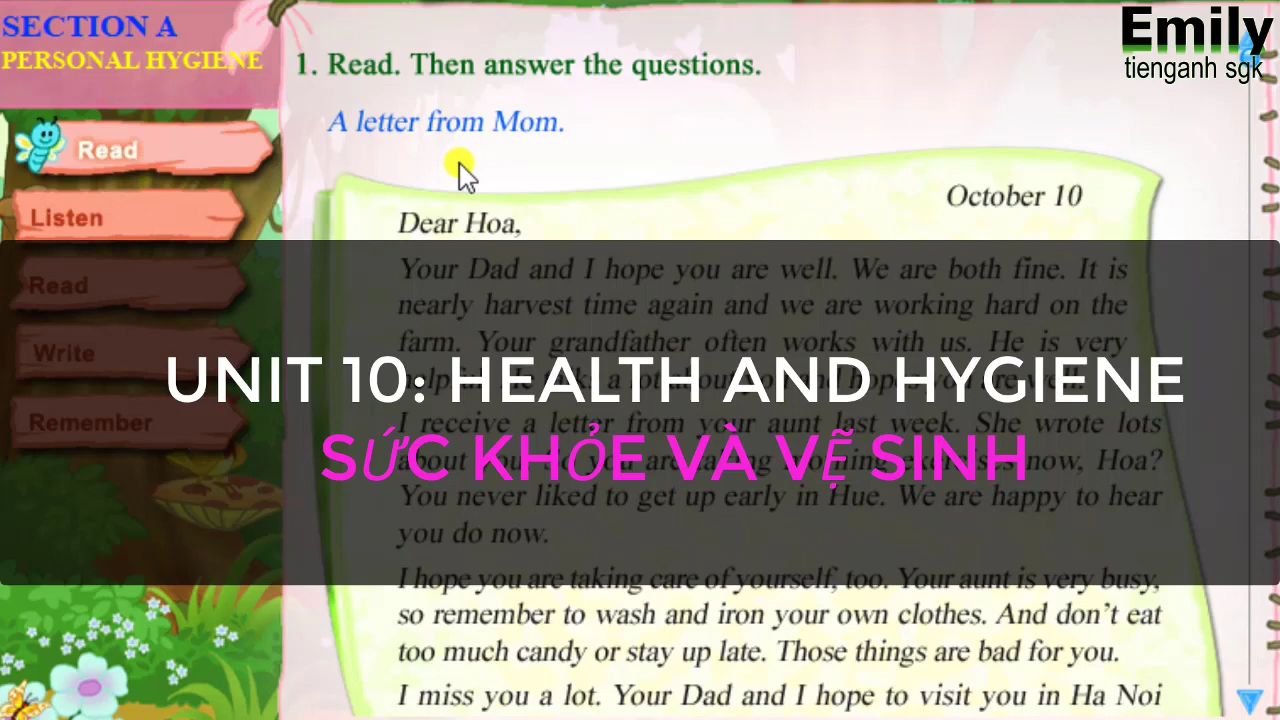 SECTION A
PERSONAL HYGIENE
Emily
tienganh sgk
1. Read. Then answer the questions.
A letter from Mom.
Read
Listen
Read
Write
Remember
October 10
Dear Hoa,
Your Dad and I hope you are well. We are both fine. It is
nearly harvest time again and we are working hard on the
farm. Your grandfather often works with us. He is very
UNIT 10: HEALTH AND HYGIENE
I receive a letter from your aunt last week. She wrote lots
SỨC KHỎE VÀ VỆ SINH
now, Hoa?
You never liked to get up early in Hue. We are happy to hear
you do now.
I hope you are taking care of yourself, too. Your aunt is very busy,
so remember to wash and iron your own clothes. And don't eat
too much candy or stay up late. Those things are bad for you.
I miss you a lot. Your Dad and I hope to visit you in Ha Noi